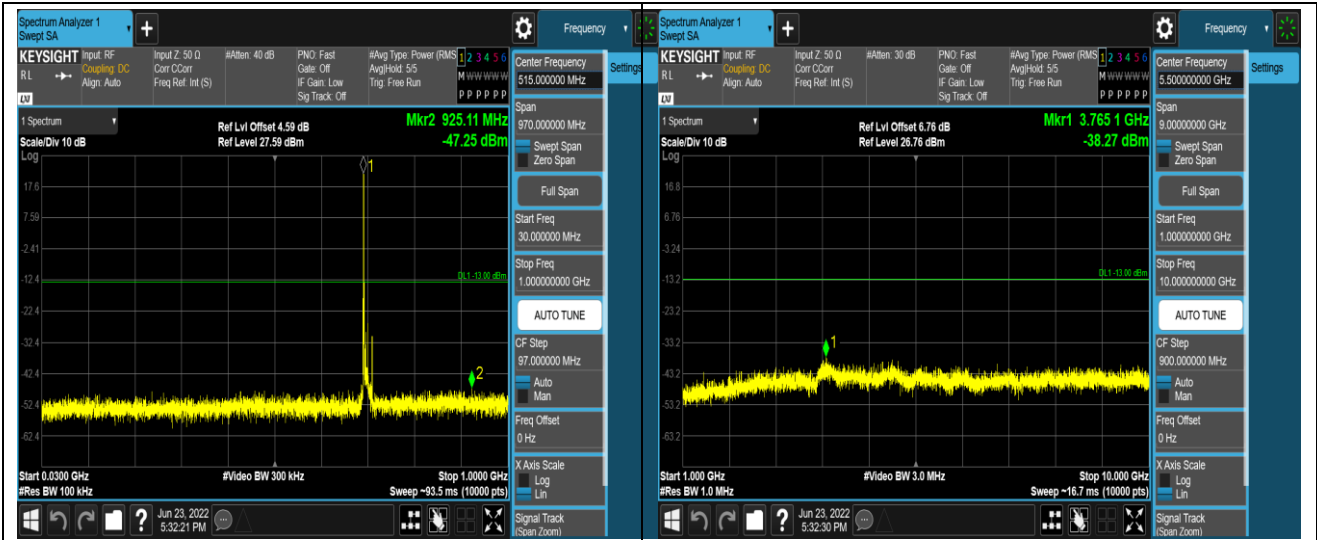 Spectrum Analyzer 1
Swept SA
+
Frequency
KEYSIGHT
RL
LXI
Input: RF
Coupling: DC
Align: Auto
Input Z: 50 Ω
Corr CCorr
Freq Ref: Int (S)
#Atten: 40 dB
PNO: Fast
Gate: Off
IF Gain: Low
Sig Track: Off
#Avg Type: Power (RMS
Avg|Hold: 5/5
Trig: Free Run
1 2 3 4 5 6
M W W W W W
P P P P P P
1 Spectrum
Scale/Div 10 dB
Log
Ref Lvl Offset 4.59 dB
Ref Level 27.59 dBm
Mkr2 925.11 MHz
-47.25 dBm
1
17.6
7.59
-2.41
-12.4
DL1 -13.00 dBm
-22.4
-32.4
-42.4
2
-52.4
-62.4
Start 0.0300 GHz
#Res BW 100 kHz
#Video BW 300 kHz
Stop 1.0000 GHz
Sweep ~93.5 ms (10000 pts)
Center Frequency
515.000000 MHz
Settings
Span
970.000000 MHz
Swept Span
Zero Span
Full Span
Start Freq
30.000000 MHz
Stop Freq
1.000000000 GHz
AUTO TUNE
CF Step
97.000000 MHz
Auto
Man
Freq Offset
0 Hz
X Axis Scale
Log
Lin
Signal Track
(Span Zoom)
?
Jun 23, 2022
5:32:21 PM
Spectrum Analyzer 1
Swept SA
+
Frequency
KEYSIGHT
RL
LXI
Input: RF
Coupling: DC
Align: Auto
Input Z: 50 Ω
Corr CCorr
Freq Ref: Int (S)
#Atten: 30 dB
PNO: Fast
Gate: Off
IF Gain: Low
Sig Track: Off
#Avg Type: Power (RMS
Avg|Hold: 5/5
Trig: Free Run
1 2 3 4 5 6
M W W W W W
P P P P P P
1 Spectrum
Scale/Div 10 dB
Log
Ref Lvl Offset 6.76 dB
Ref Level 26.76 dBm
Mkr1 3.765 1 GHz
-38.27 dBm
16.8
6.76
-3.24
-13.2
DL1 -13.00 dBm
-23.2
-33.2
1
-43.2
-53.2
-63.2
Start 1.000 GHz
#Res BW 1.0 MHz
#Video BW 3.0 MHz
Stop 10.000 GHz
Sweep ~16.7 ms (10000 pts)
Center Frequency
5.500000000 GHz
Settings
Span
9.00000000 GHz
Swept Span
Zero Span
Full Span
Start Freq
1.000000000 GHz
Stop Freq
10.000000000 GHz
AUTO TUNE
CF Step
900.000000 MHz
Auto
Man
Freq Offset
0 Hz
X Axis Scale
Log
Lin
Signal Track
(Span Zoom)
?
Jun 23, 2022
5:32:30 PM